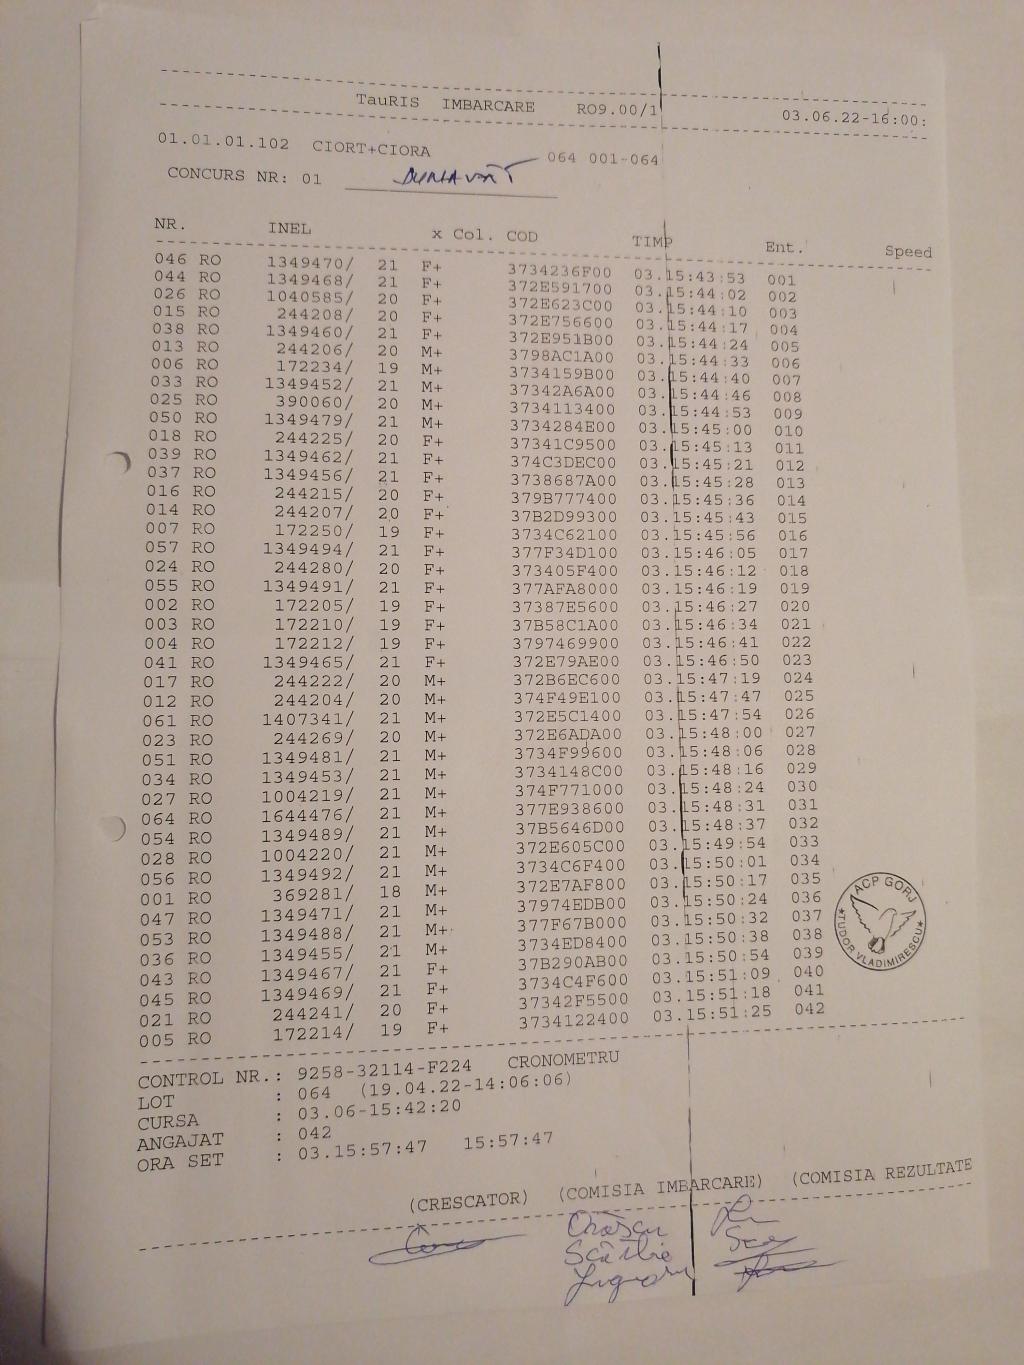 TauRIS IMBARCARE RO9.00/1 03.06.22-16:00:
01.01.01.102 CIORT+CIORA 064 001-064
CONCURS NR: 01 DUNAVĂȚ
NR. INEL x Col. COD TIMP Ent. Speed
046 RO 1349470/ 21 F+ 3734236F00 03.15:43:53 001
044 RO 1349468/ 21 F+ 372E591700 03.15:44:02 002
026 RO 1040585/ 20 F+ 372E623C00 03.15:44:10 003
015 RO 244208/ 20 F+ 372E756600 03.15:44:17 004
038 RO 1349460/ 21 F+ 372E951B00 03.15:44:24 005
013 RO 244206/ 20 M+ 3798AC1A00 03.15:44:33 006
006 RO 172234/ 19 M+ 3734159B00 03.15:44:40 007
033 RO 1349452/ 21 M+ 37342A6A00 03.15:44:46 008
025 RO 390060/ 20 M+ 3734113400 03.15:44:53 009
050 RO 1349479/ 21 M+ 3734284E00 03.15:45:00 010
018 RO 244225/ 20 F+ 37341C9500 03.15:45:13 011
039 RO 1349462/ 21 F+ 374C3DEC00 03.15:45:21 012
037 RO 1349456/ 21 F+ 3738687A00 03.15:45:28 013
016 RO 244215/ 20 F+ 379B777400 03.15:45:36 014
014 RO 244207/ 20 F+ 37B2D99300 03.15:45:43 015
007 RO 172250/ 19 F+ 3734C62100 03.15:45:56 016
057 RO 1349494/ 21 F+ 377F34D100 03.15:46:05 017
024 RO 244280/ 20 F+ 373405F400 03.15:46:12 018
055 RO 1349491/ 21 F+ 377AFA8000 03.15:46:19 019
002 RO 172205/ 19 F+ 37387E5600 03.15:46:27 020
003 RO 172210/ 19 F+ 37B58C1A00 03.15:46:34 021
004 RO 172212/ 19 F+ 3797469900 03.15:46:41 022
041 RO 1349465/ 21 F+ 372E79AE00 03.15:46:50 023
017 RO 244222/ 20 M+ 372B6EC600 03.15:47:19 024
012 RO 244204/ 20 M+ 374F49E100 03.15:47:47 025
061 RO 1407341/ 21 M+ 372E5C1400 03.15:47:54 026
023 RO 244269/ 20 M+ 372E6ADA00 03.15:48:00 027
051 RO 1349481/ 21 M+ 3734F99600 03.15:48:06 028
034 RO 1349453/ 21 M+ 3734148C00 03.15:48:16 029
027 RO 1004219/ 21 M+ 374F771000 03.15:48:24 030
064 RO 1644476/ 21 M+ 377E938600 03.15:48:31 031
054 RO 1349489/ 21 M+ 37B5646D00 03.15:48:37 032
028 RO 1004220/ 21 M+ 372E605C00 03.15:49:54 033
056 RO 1349492/ 21 M+ 3734C6F400 03.15:50:01 034
001 RO 369281/ 18 M+ 372E7AF800 03.15:50:17 035
047 RO 1349471/ 21 M+ 37974EDB00 03.15:50:24 036
053 RO 1349488/ 21 M+ 377F67B000 03.15:50:32 037
036 RO 1349455/ 21 M+ 3734ED8400 03.15:50:38 038
043 RO 1349467/ 21 F+ 37B290AB00 03.15:50:54 039
045 RO 1349469/ 21 F+ 3734C4F600 03.15:51:09 040
021 RO 244241/ 20 F+ 37342F5500 03.15:51:18 041
005 RO 172214/ 19 F+ 3734122400 03.15:51:25 042
ACP GORJ
TUDOR VLADIMIRESCU
CONTROL NR.: 9258-32114-F224 CRONOMETRU
LOT : 064 (19.04.22-14:06:06)
CURSA : 03.06-15:42:20
ANGAJAT : 042
ORA SET : 03.15:57:47 15:57:47
(CRESCATOR) (COMISIA IMBARCARE) (COMISIA REZULTATE